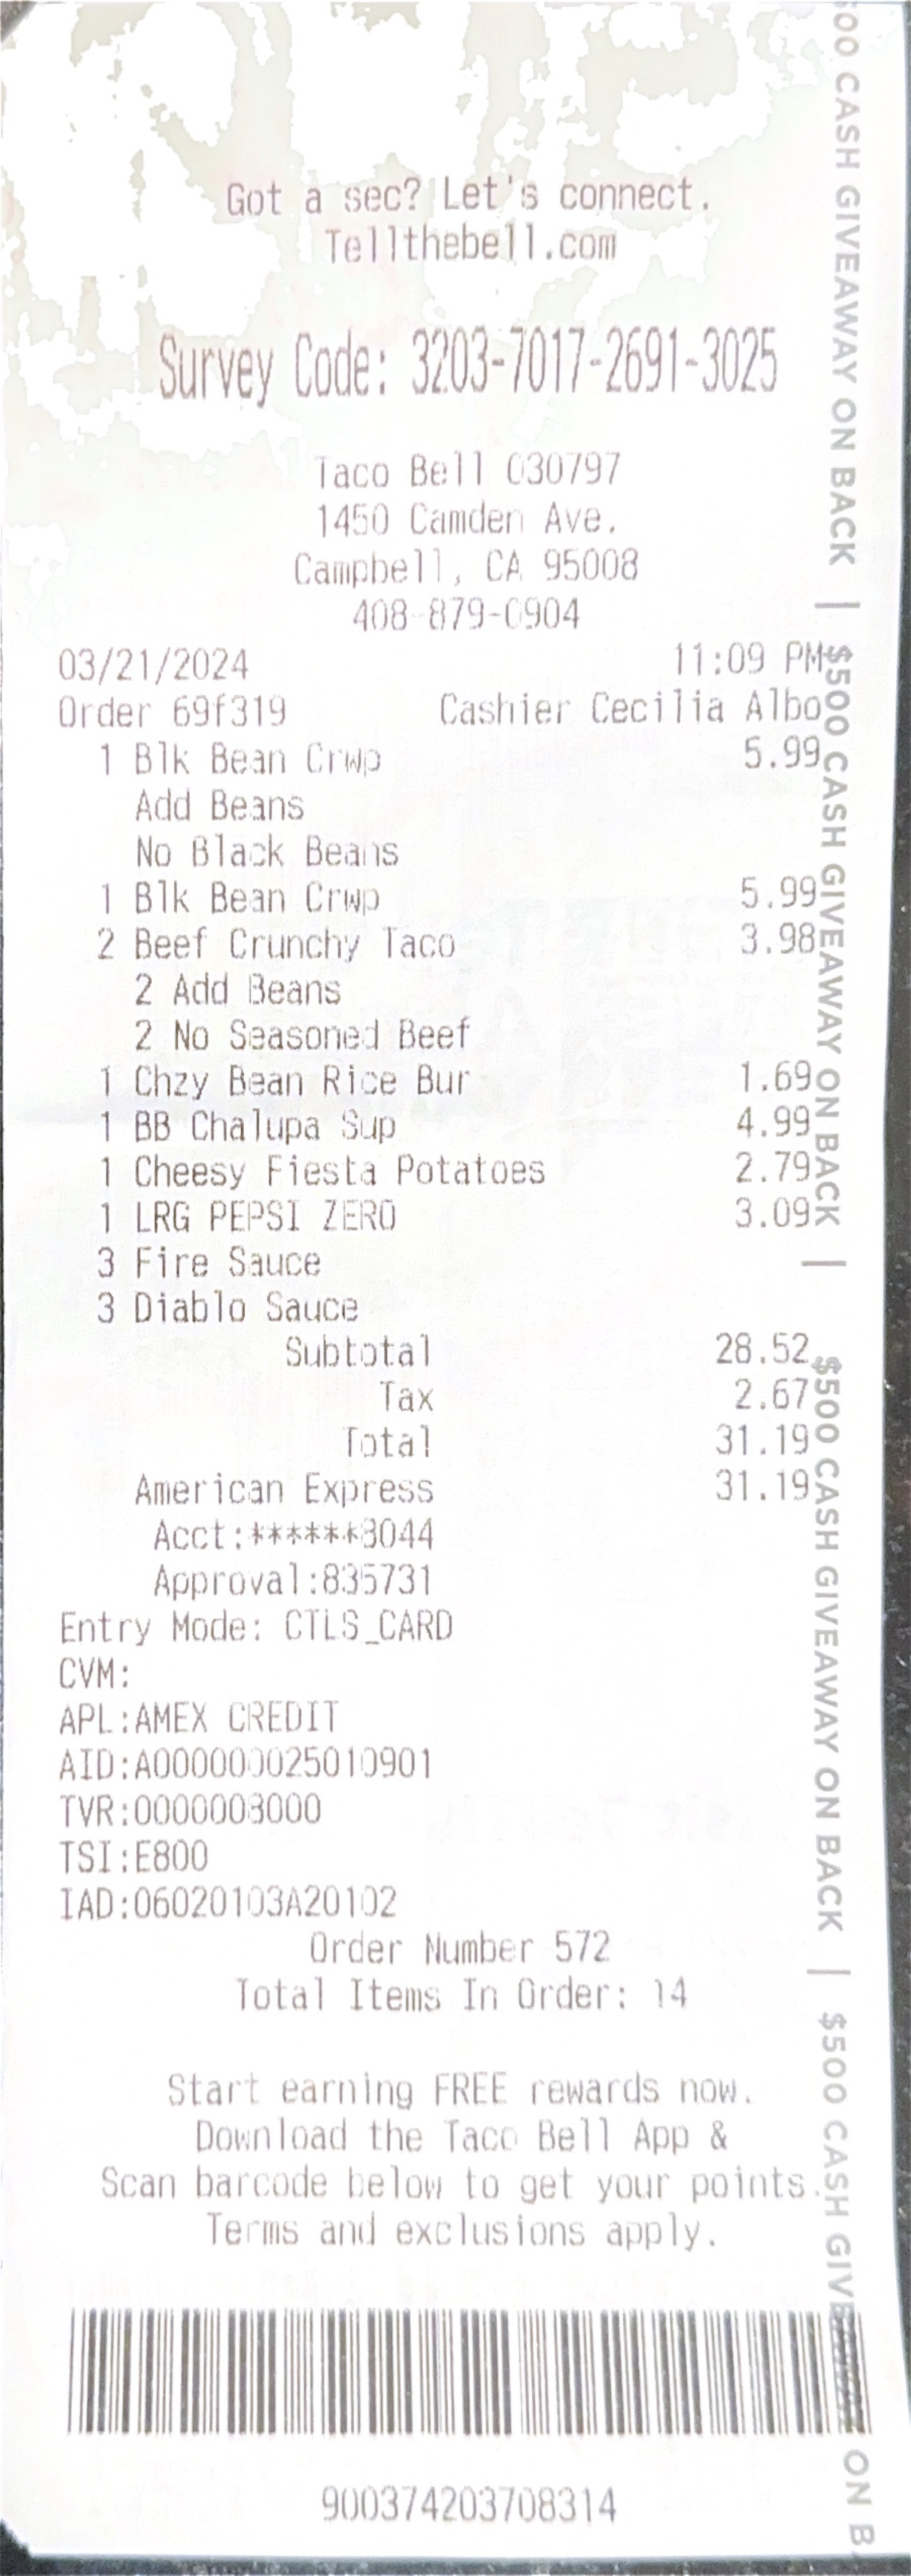 Got a sec? Let's connect.
Tellthebell.com
Survey Code: 3203-7017-2691-3025
Taco Bell 030797
1450 Camden Ave.
Campbell, CA 95008
408-879-0904
03/21/2024 11:09 PM
Order 69f319 Cashier Cecilia Albo
1 Blk Bean Crwp 5.99
Add Beans
No Black Beans
1 Blk Bean Crwp 5.99
2 Beef Crunchy Taco 3.98
2 Add Beans
2 No Seasoned Beef
1 Chzy Bean Rice Bur 1.69
1 BB Chalupa Sup 4.99
1 Cheesy Fiesta Potatoes 2.79
1 LRG PEPSI ZERO 3.09
3 Fire Sauce
3 Diablo Sauce
Subtotal 28.52
Tax 2.67
Total 31.19
American Express 31.19
Acct:******3044
Approval:835731
Entry Mode: CTLS_CARD
CVM:
APL:AMEX CREDIT
AID:A000000025010901
TVR:0000008000
TSI:E800
IAD:06020103A20102
Order Number 572
Total Items In Order: 14
Start earning FREE rewards now.
Download the Taco Bell App &
Scan barcode below to get your points.
Terms and exclusions apply.
900374203708314
500 CASH GIVEAWAY ON BACK | $500 CASH GIVEAWAY ON BACK | $500 CASH GIVEAWAY ON BACK | $500 CASH GIVEAWAY ON B